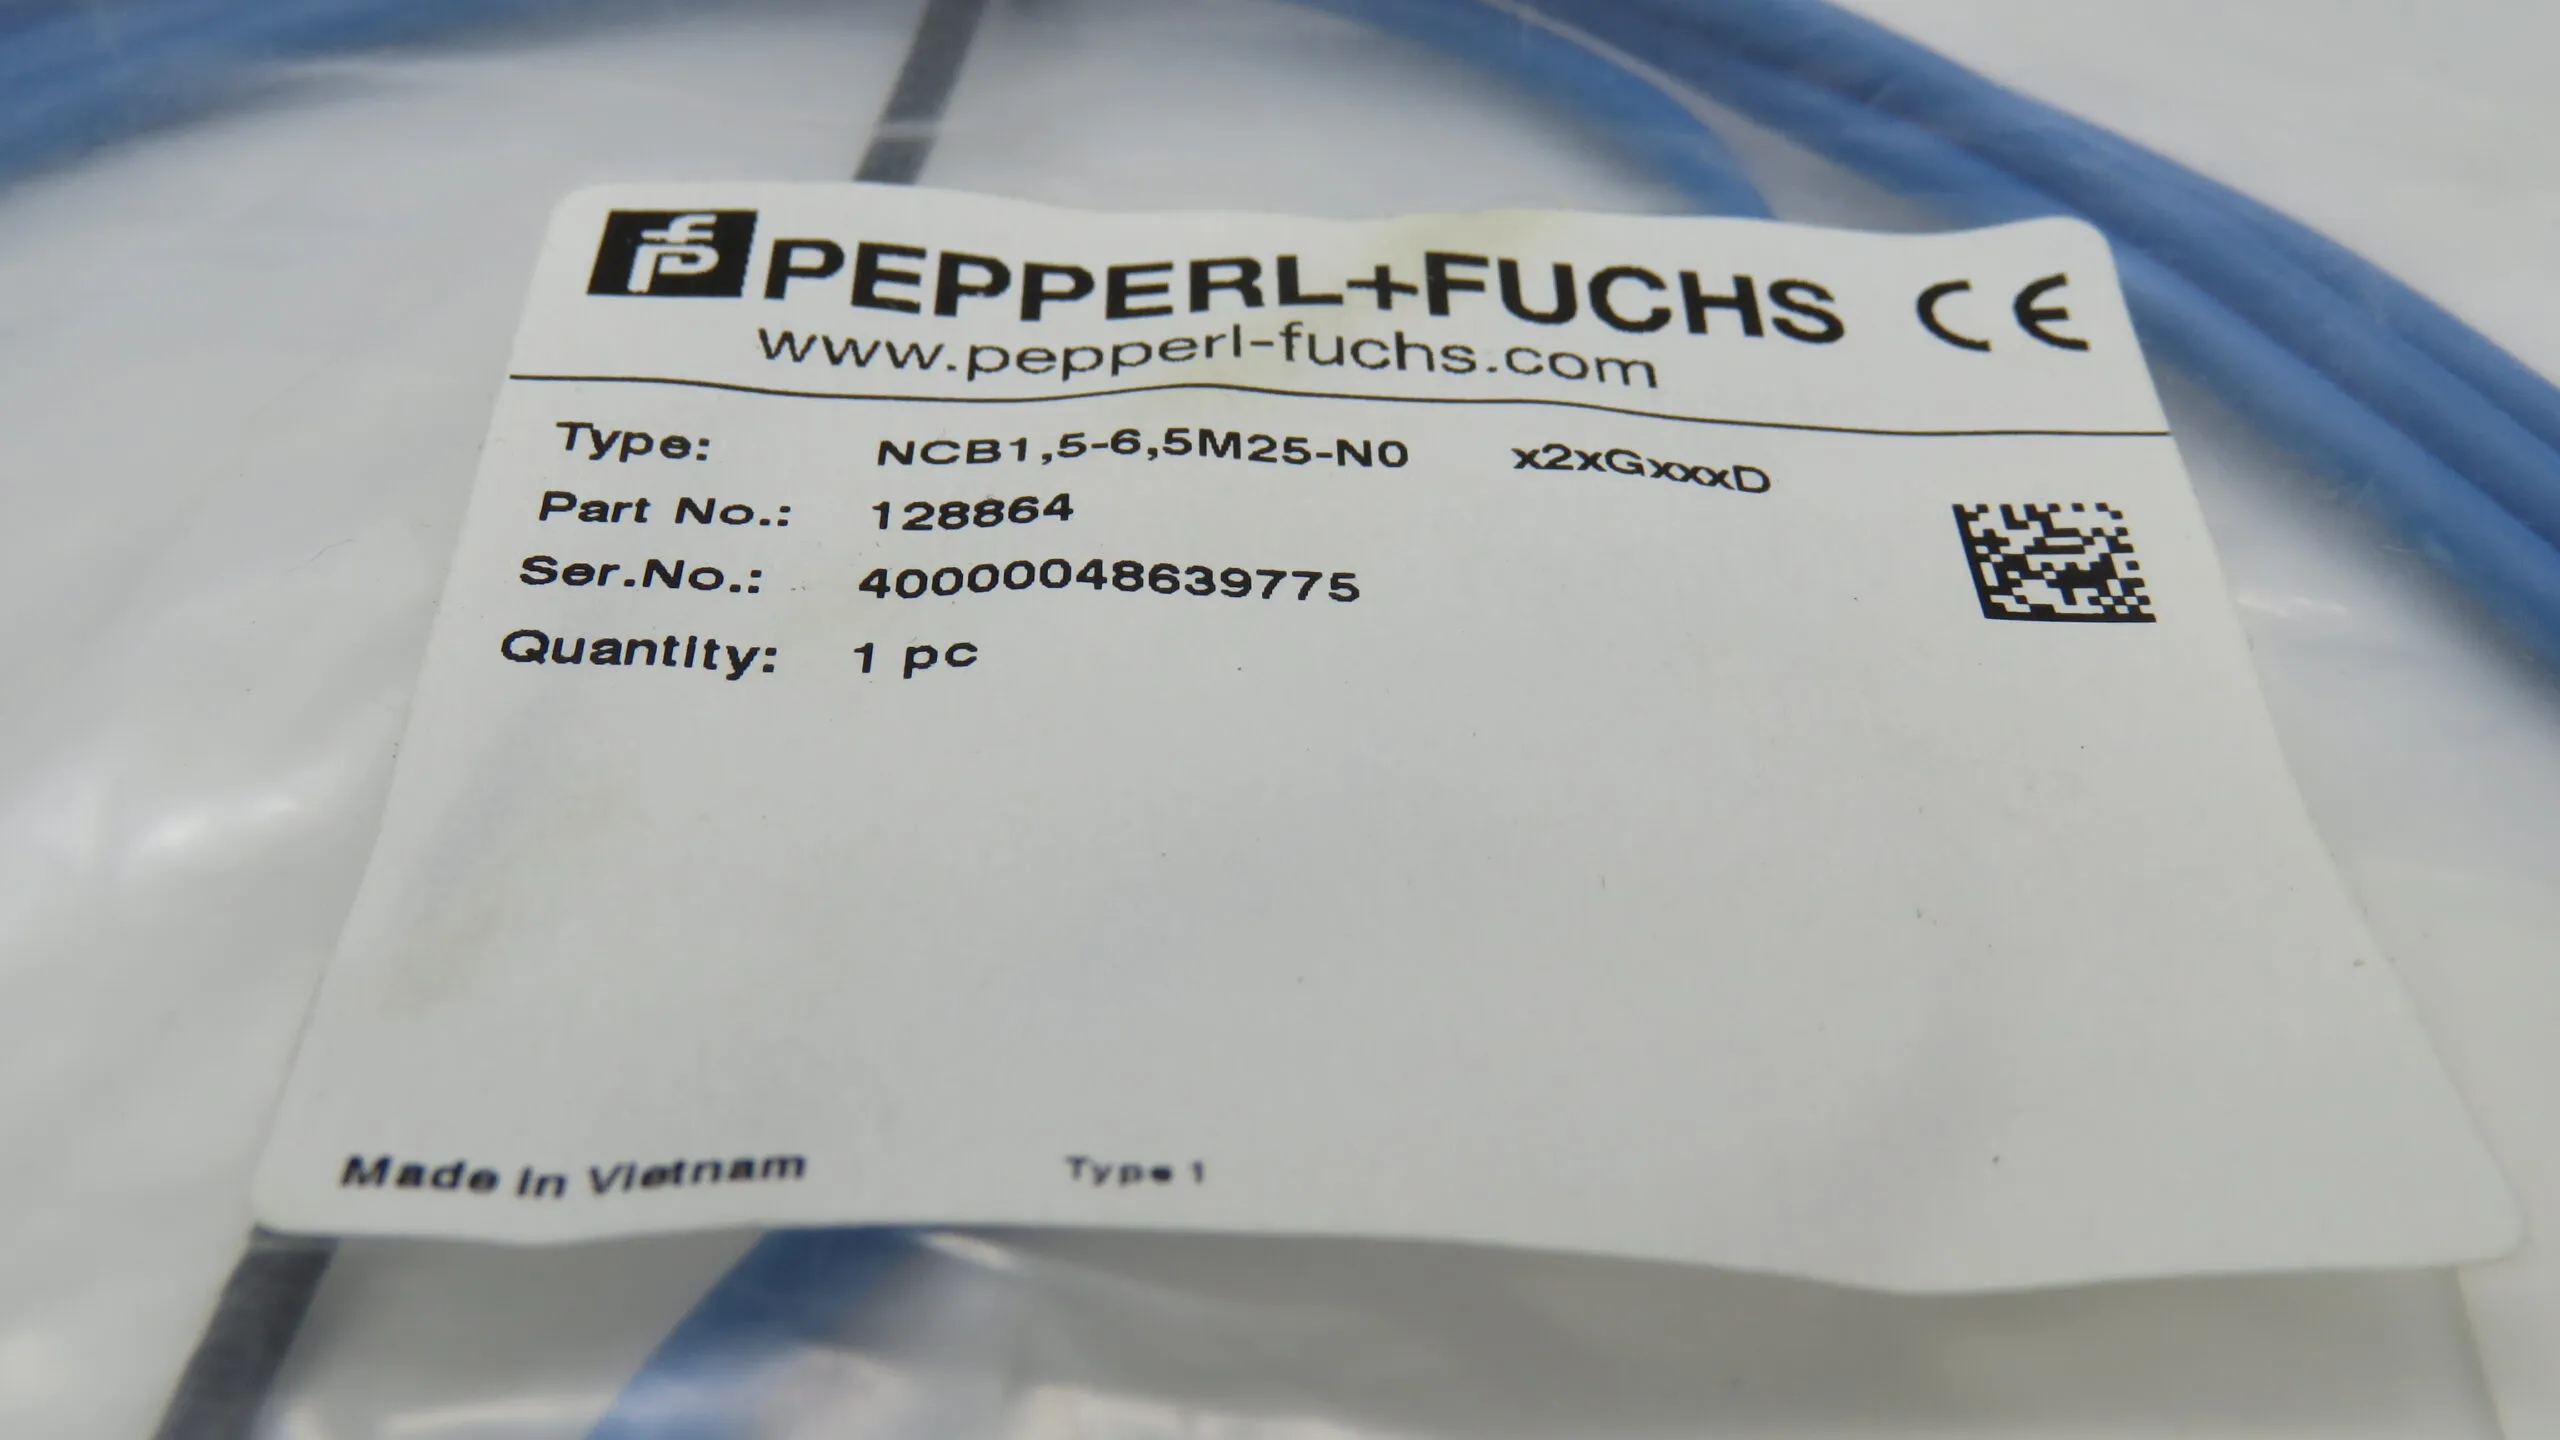 PEPPERL+FUCHS CE
www.pepperl-fuchs.com
Type: NCB1,5-6,5M25-N0 x2xGxxxD
Part No.: 128864
Ser.No.: 40000048639775
Quantity: 1 pc
Made in Vietnam Type 1